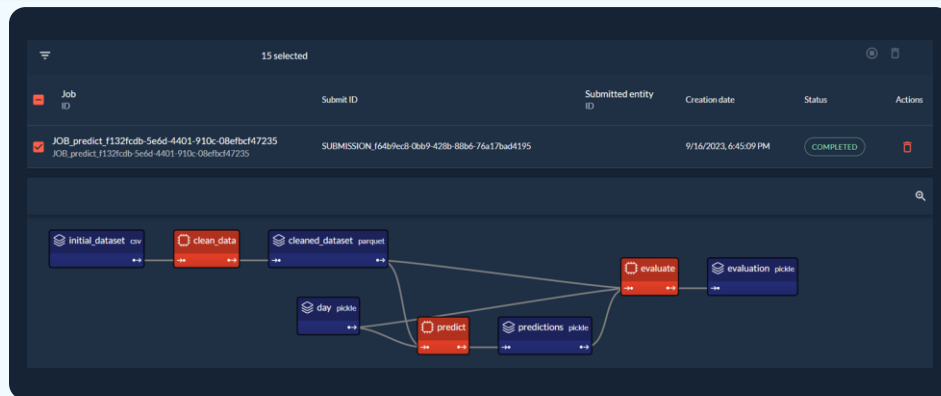 15 selected
Job
ID
Submit ID
Submitted entity
ID
Creation date
Status
Actions
JOB_predict_f132fcdb-5e6d-4401-910c-08efbcf47235
JOB_predict_f132fcdb-5e6d-4401-910c-08efbcf47235
SUBMISSION_f64b9ec8-0bb9-428b-88b6-76a17bad4195
9/16/2023, 6:45:09 PM
COMPLETED
initial_dataset csv
clean_data
cleaned_dataset parquet
evaluate
evaluation pickle
day pickle
predict
predictions pickle